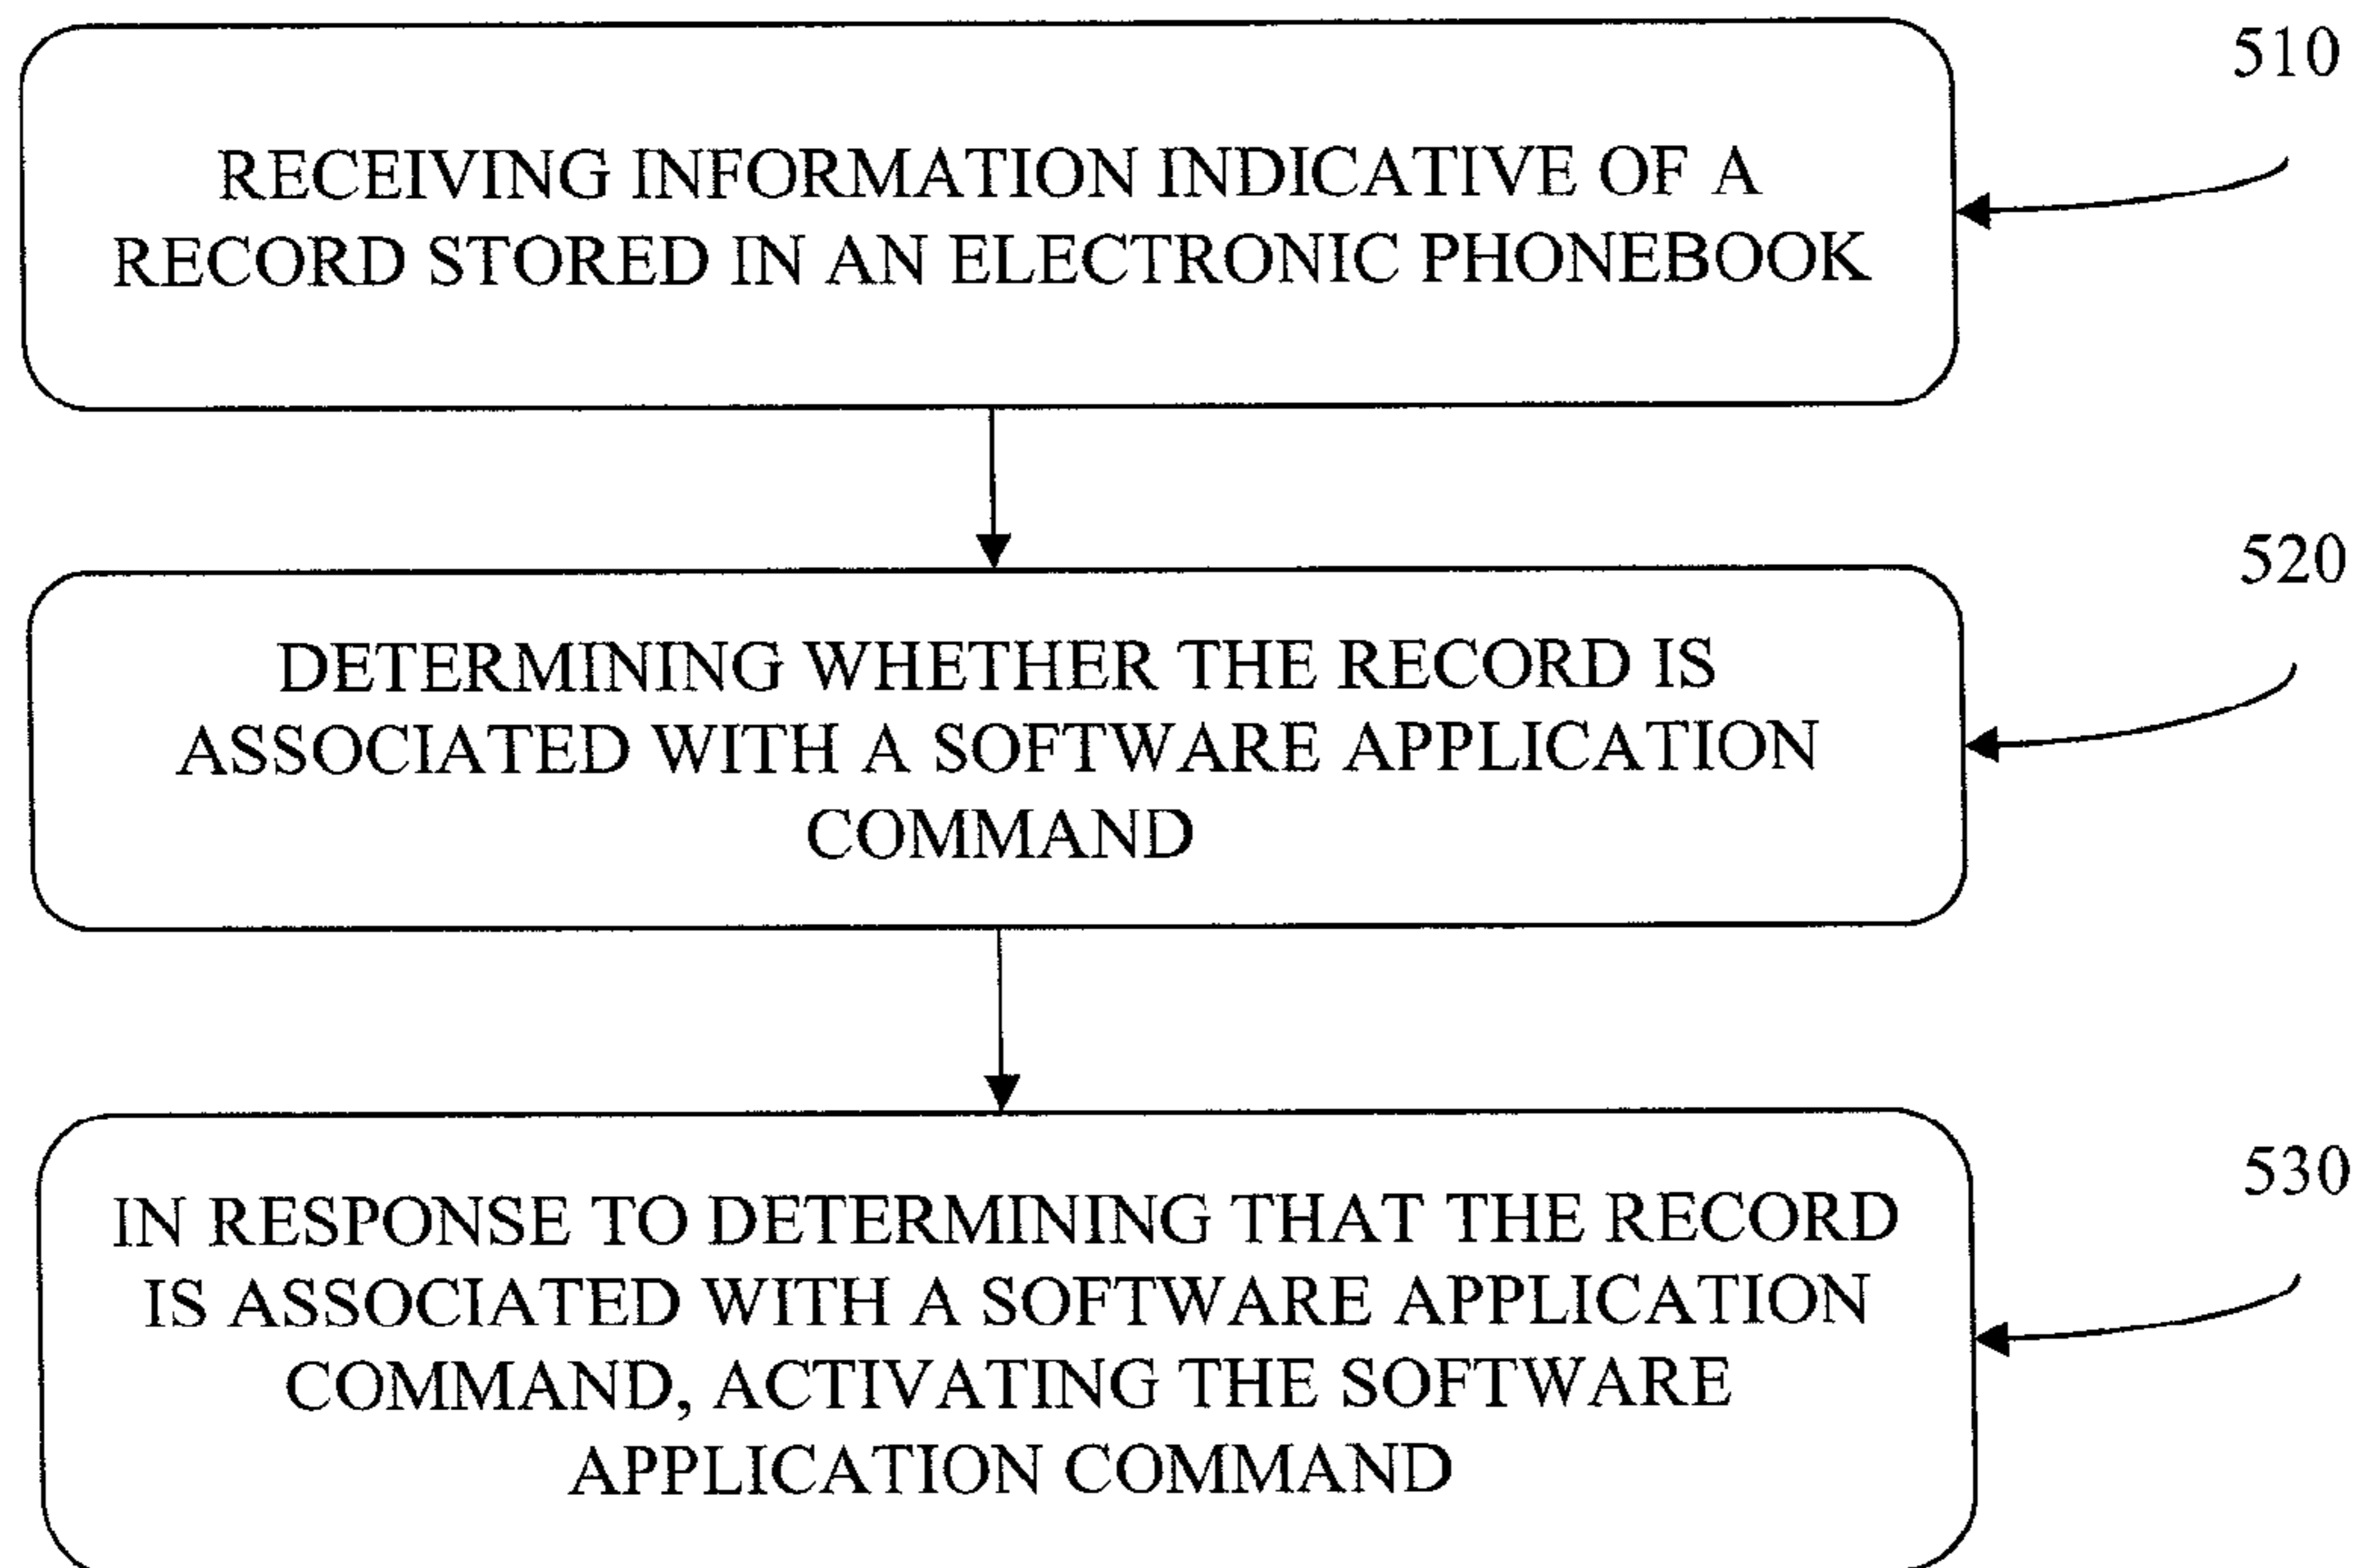 510
RECEIVING INFORMATION INDICATIVE OF A
RECORD STORED IN AN ELECTRONIC PHONEBOOK
520
DETERMINING WHETHER THE RECORD IS
ASSOCIATED WITH A SOFTWARE APPLICATION
COMMAND
530
IN RESPONSE TO DETERMINING THAT THE RECORD
IS ASSOCIATED WITH A SOFTWARE APPLICATION
COMMAND, ACTIVATING THE SOFTWARE
APPLICATION COMMAND